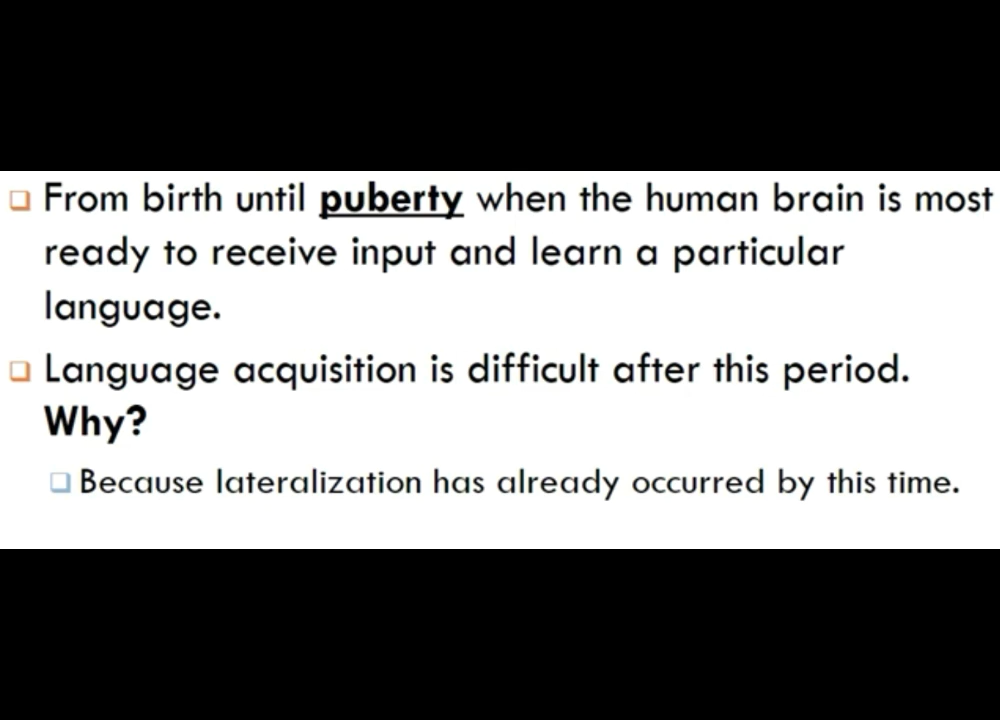 From birth until puberty when the human brain is most
ready to receive input and learn a particular
language.
Language acquisition is difficult after this period.
Why?
Because lateralization has already occurred by this time.